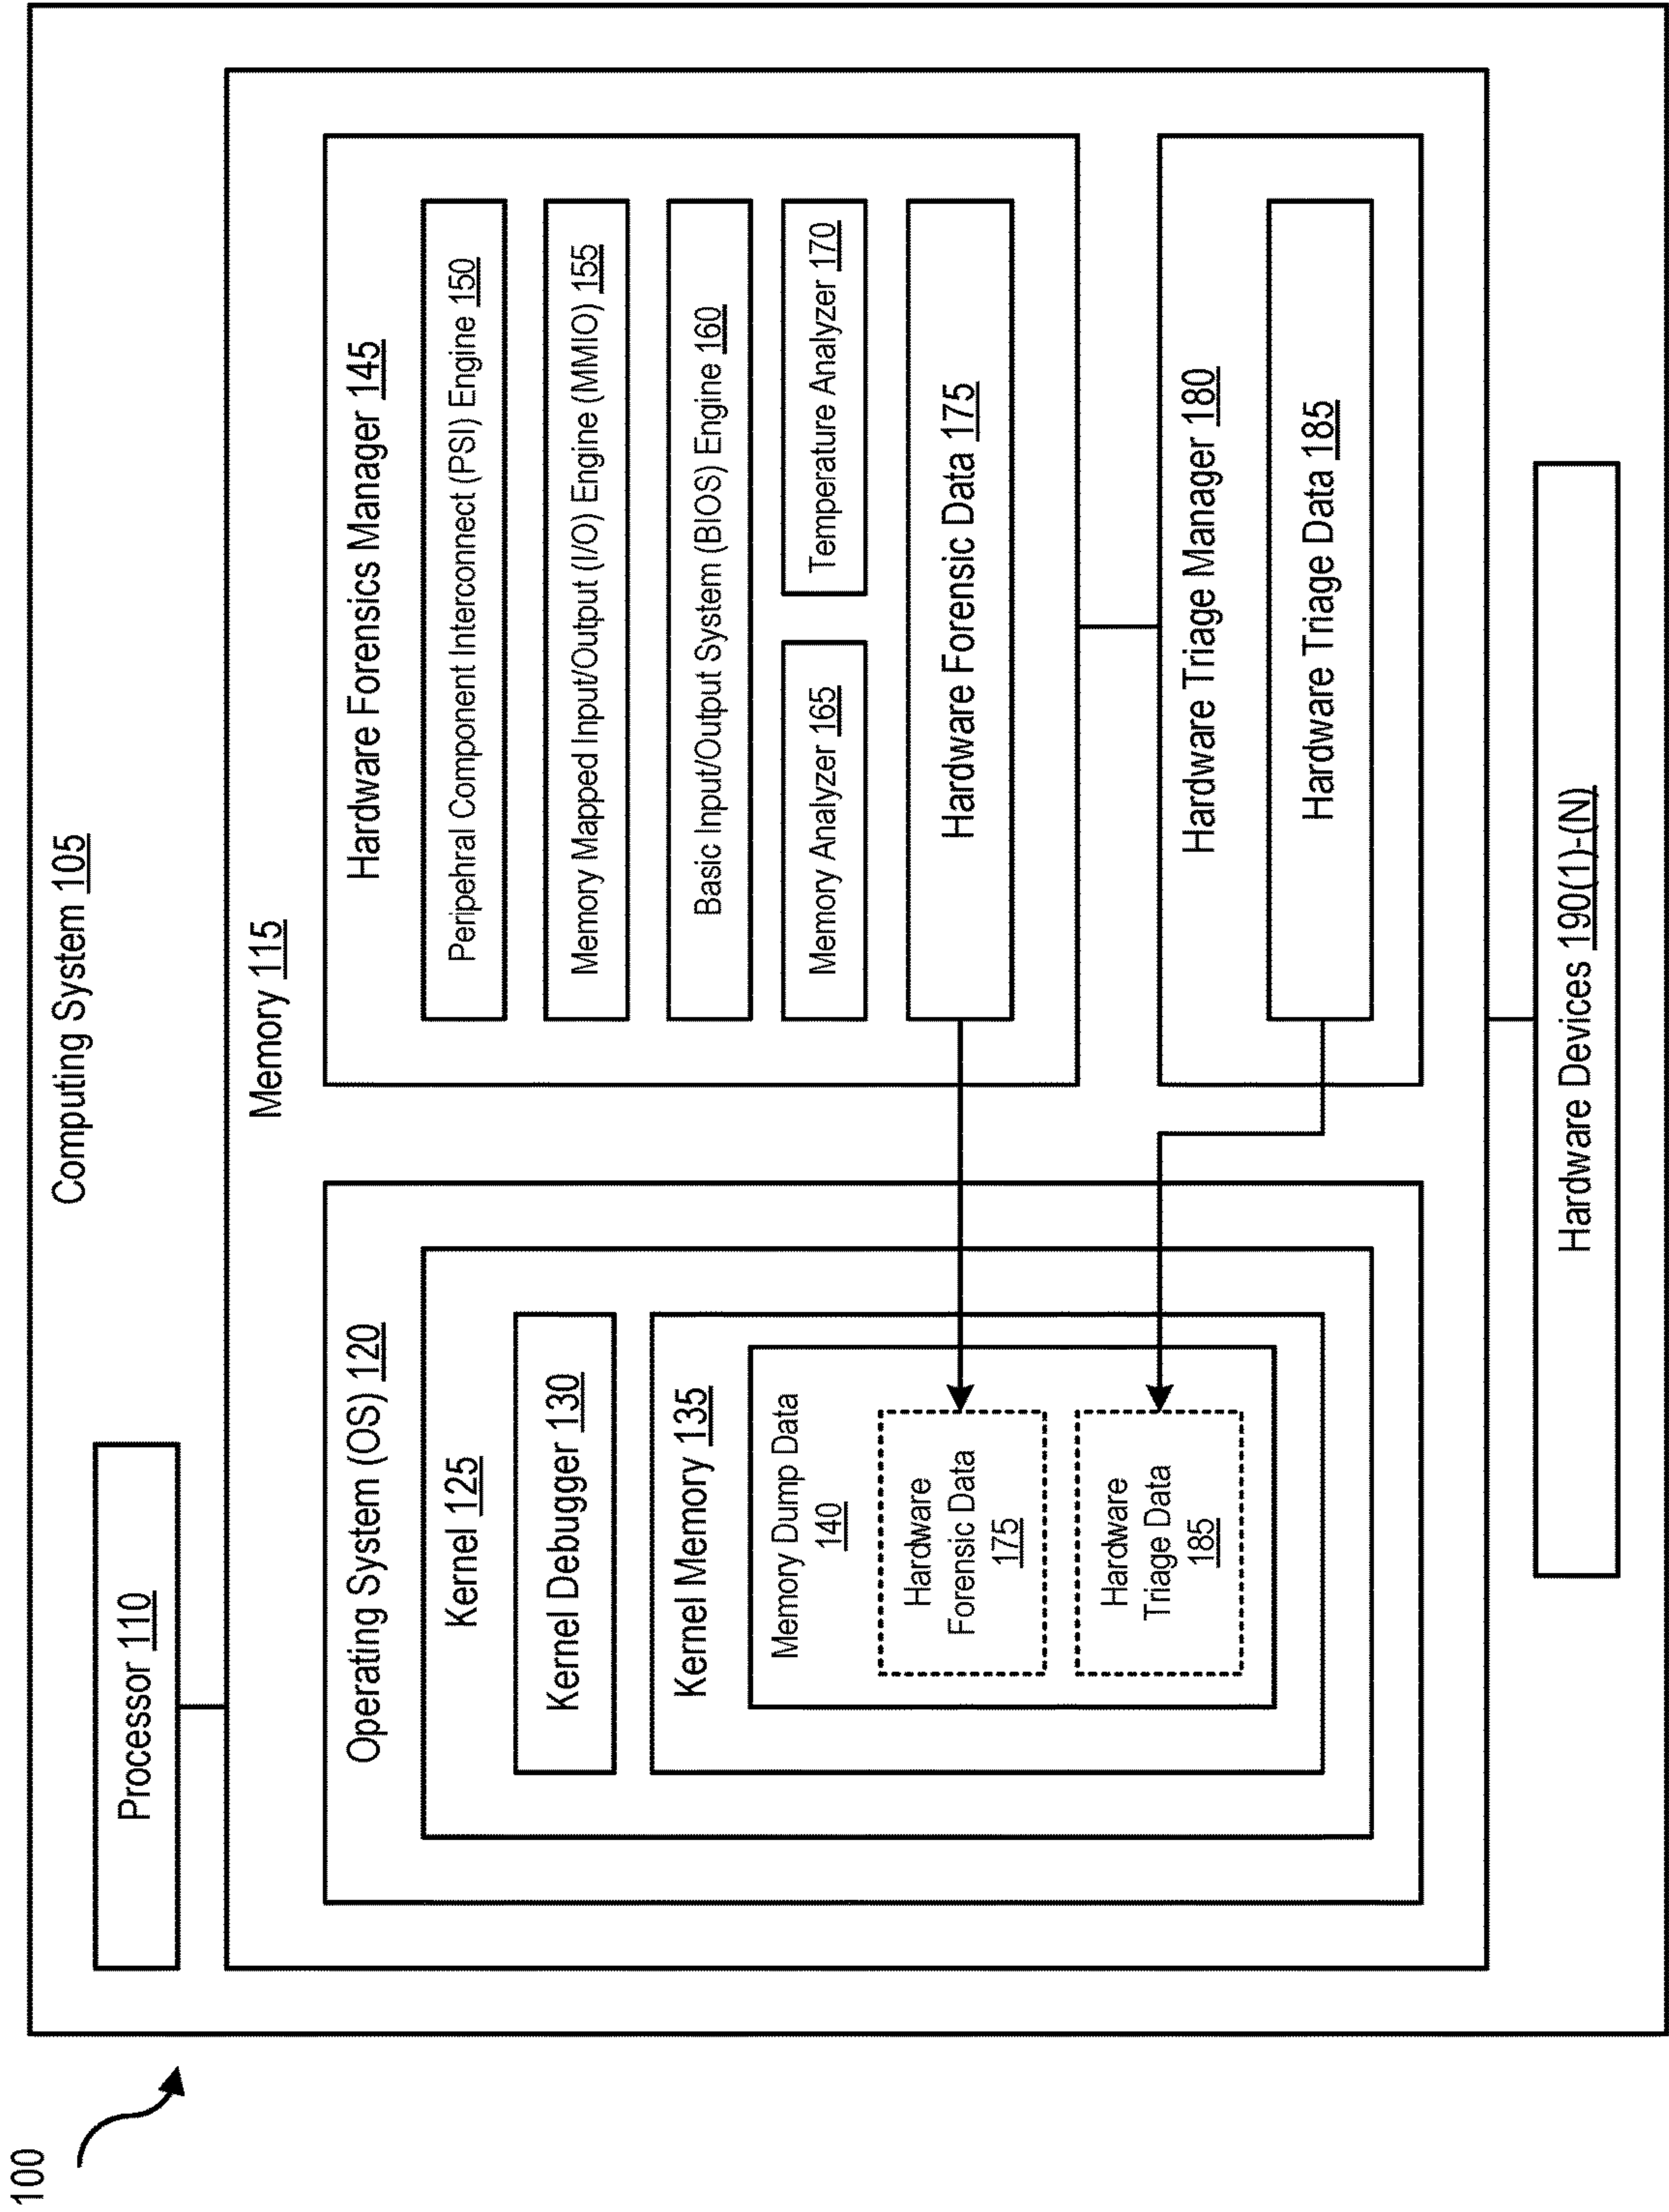 100
Computing System 105
Processor 110
Memory 115
Operating System (OS) 120
Kernel 125
Kernel Debugger 130
Kernel Memory 135
Memory Dump Data
140
Hardware
Forensic Data
175
Hardware
Triage Data
185
Hardware Forensics Manager 145
Peripehral Component Interconnect (PSI) Engine 150
Memory Mapped Input/Output (I/O) Engine (MMIO) 155
Basic Input/Output System (BIOS) Engine 160
Memory Analyzer 165
Temperature Analyzer 170
Hardware Forensic Data 175
Hardware Triage Manager 180
Hardware Triage Data 185
Hardware Devices 190(1)-(N)